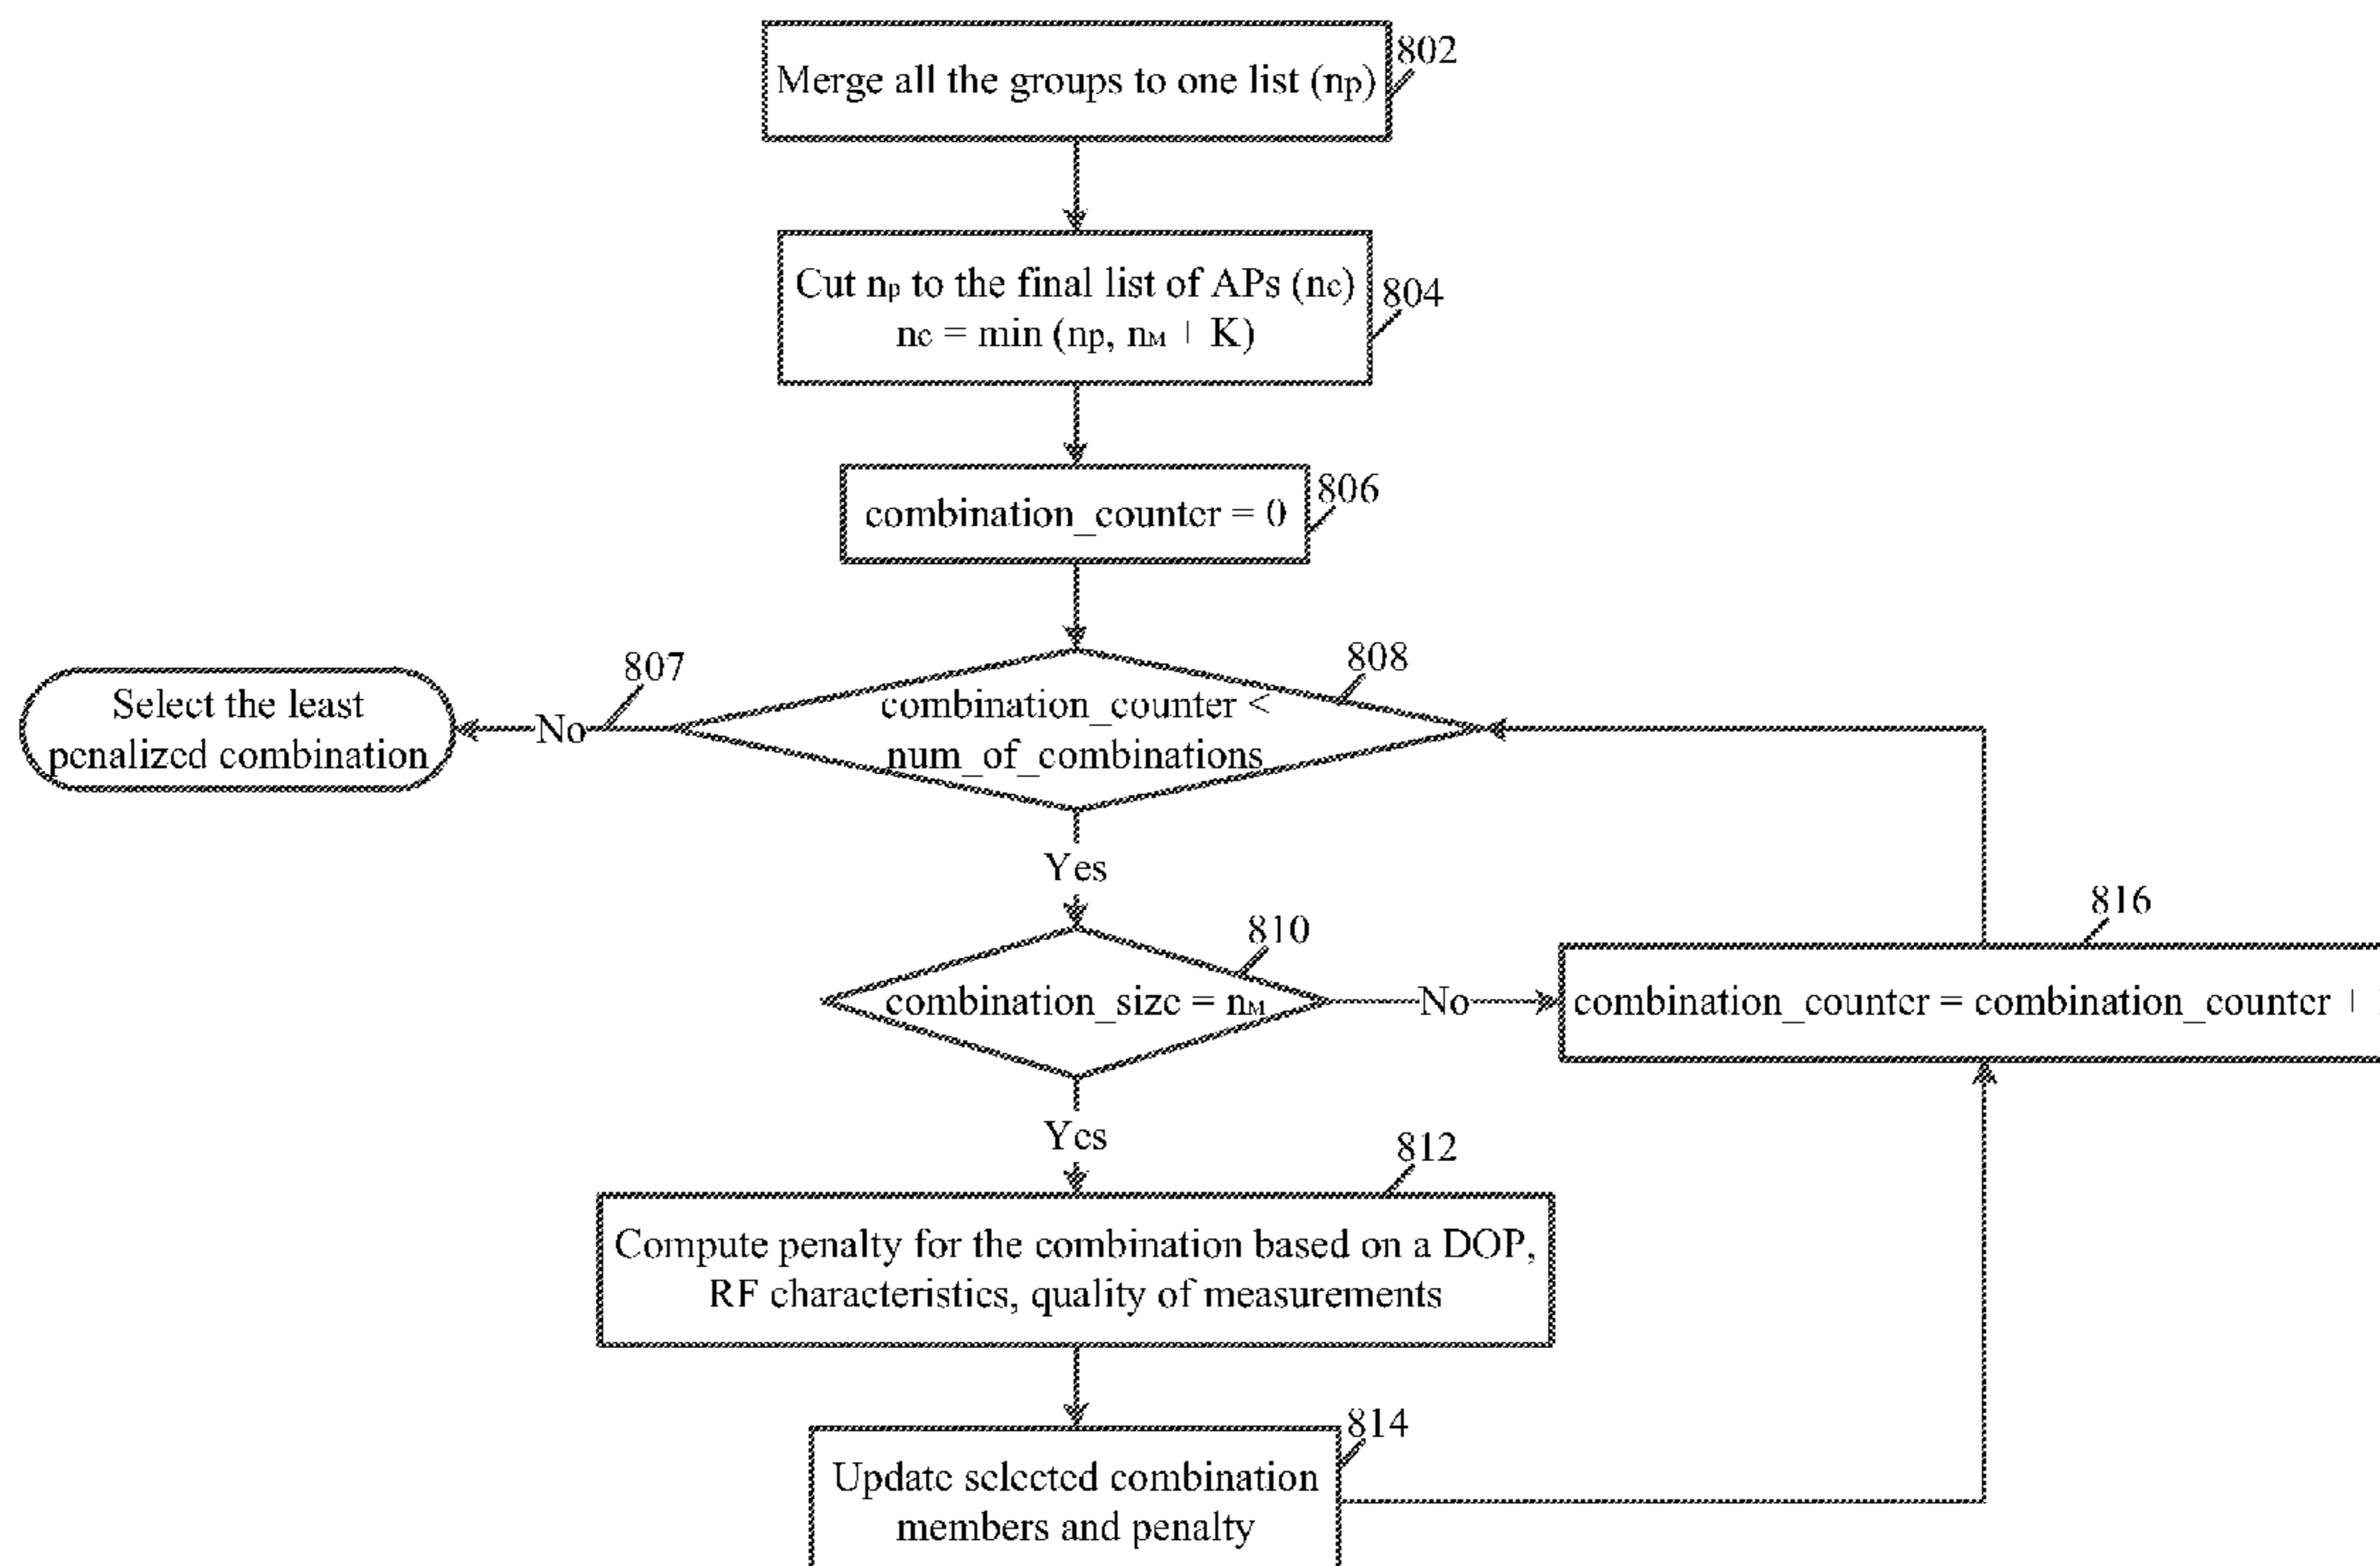 802
Merge all the groups to one list (np)
Cut np to the final list of APs (nc)
nc = min (np, nM + K)
804
combination_counter = 0
806
807
808
Select the least
penalized combination
No
combination_counter <
num_of_combinations
Yes
810
816
combination_size = nM
No
combination_counter = combination_counter +
Yes
812
Compute penalty for the combination based on a DOP,
RF characteristics, quality of measurements
814
Update selected combination
members and penalty